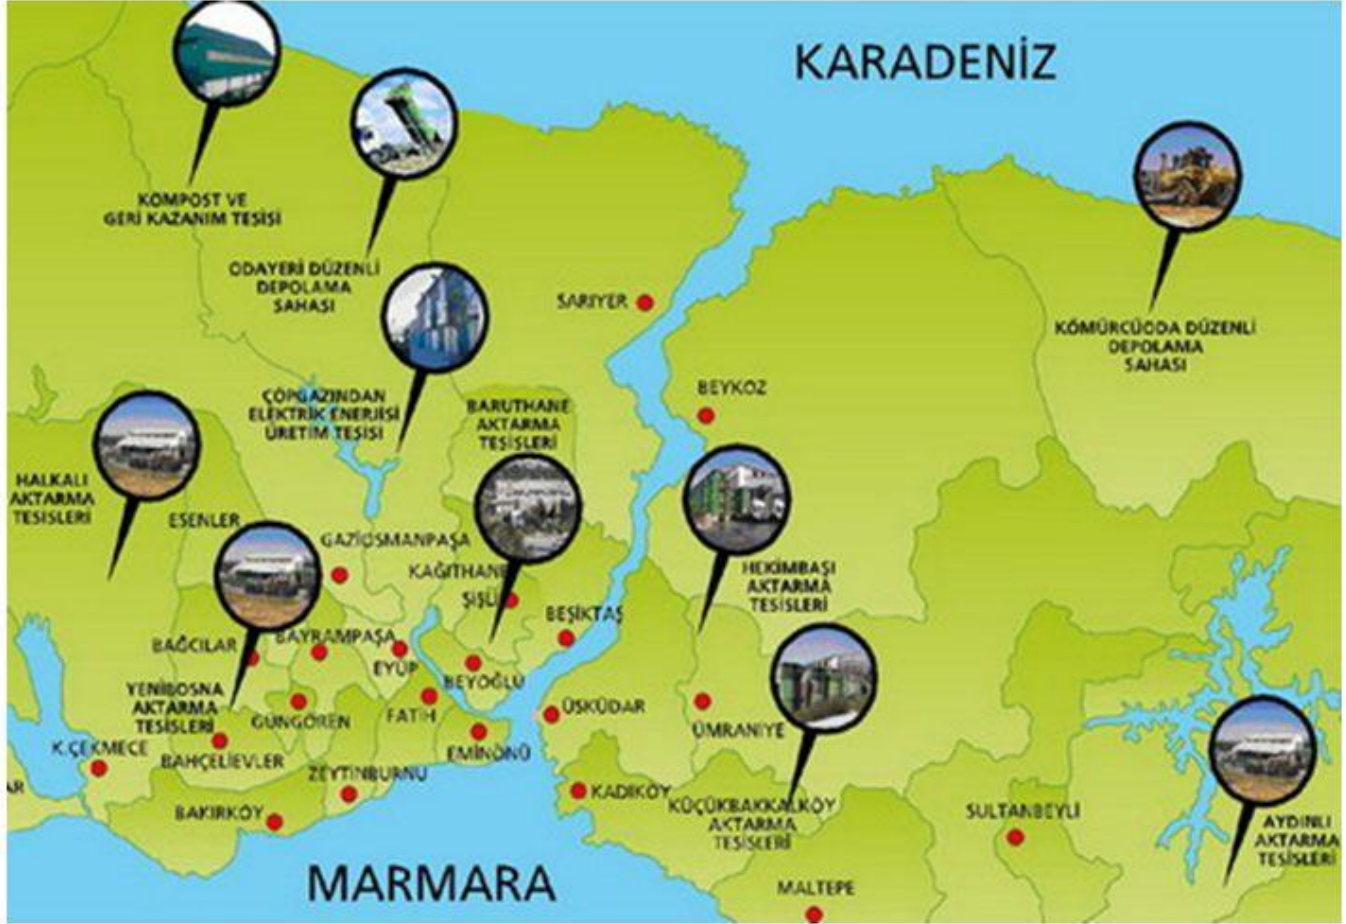 KARADENİZ
KOMPOST VE
GERİ KAZANIM TESİSİ
ODAYERİ DÜZENLİ
DEPOLAMA
SAHASI
SARIYER
KÖMÜRCÜODA DÜZENLİ
DEPOLAMA
SAHASI
ÇÖPGAZINDAN
ELEKTRİK ENERJİSİ
ÜRETİM TESİSİ
BEYKOZ
BARUTHANE
AKTARMA
TESİSLERİ
HALKALI
AKTARMA
TESİSLERİ
ESENLER
GAZİOSMANPAŞA
KAĞITHANE
ŞİŞLİ
HEKİMBAŞI
AKTARMA
TESİSLERİ
BEŞİKTAŞ
BAĞCILAR
BAYRAMPAŞA
EYÜP
BEYOĞLU
YENİBOSNA
AKTARMA
TESİSLERİ
GÜNGÖREN
FATİH
ÜSKÜDAR
ÜMRANİYE
EMİNÖNÜ
K.ÇEKMECE
BAHÇELİEVLER
ZEYTİNBURNU
AR
BAKIRKÖY
KADIKÖY
KÜÇÜKBAKKALKÖY
AKTARMA
TESİSLERİ
SULTANBEYLİ
AYDINLI
AKTARMA
TESİSLERİ
MARMARA
MALTEPE